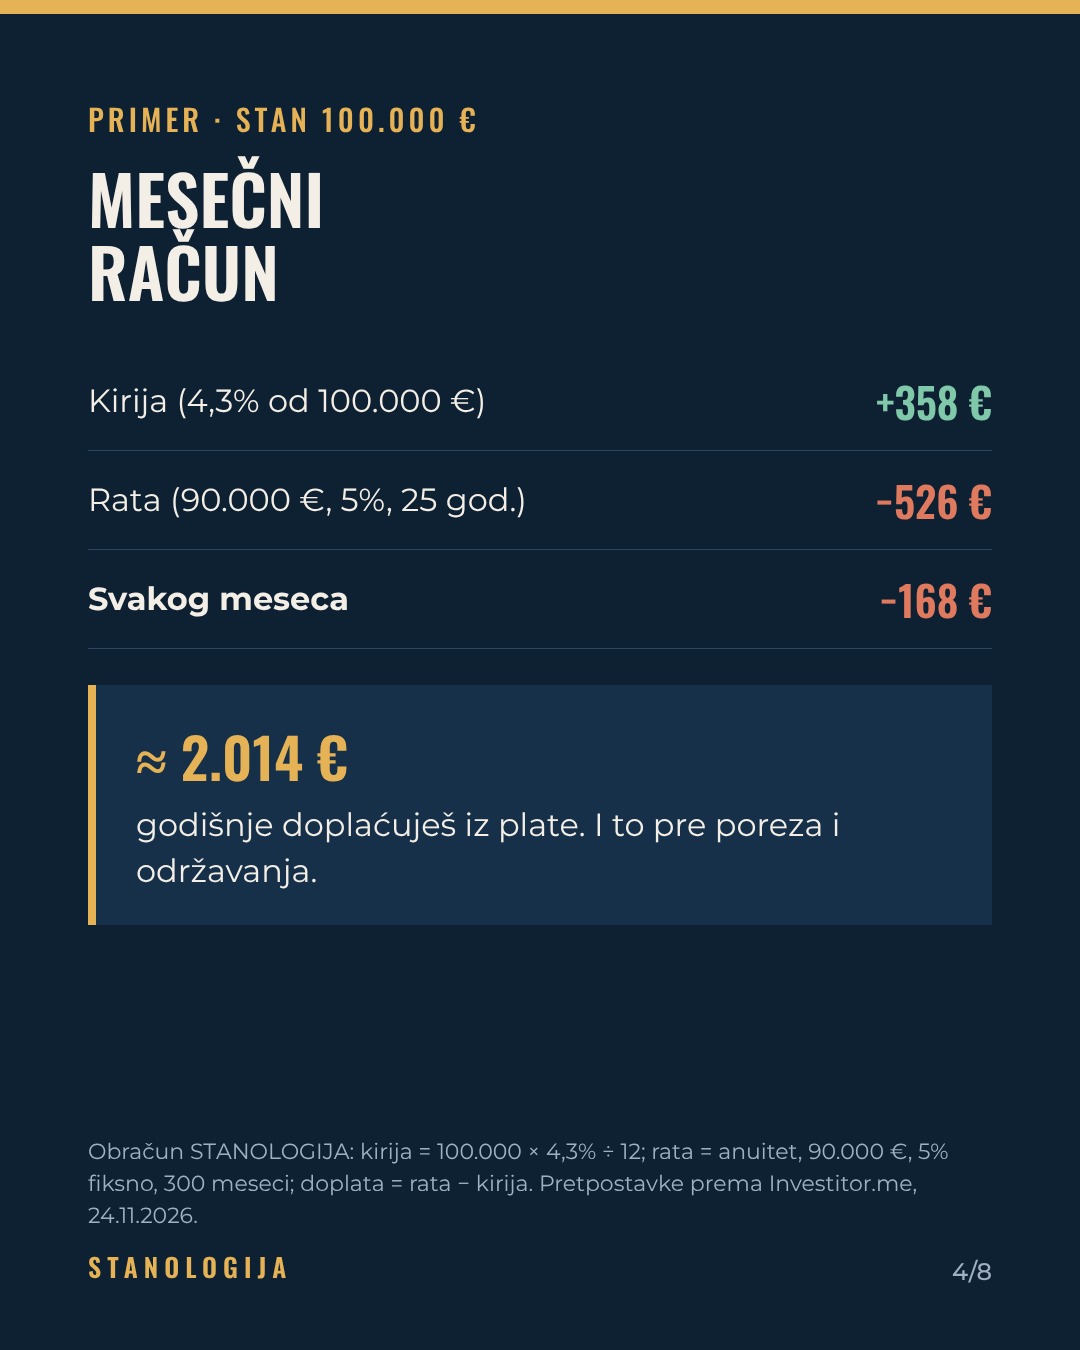 PRIMER · STAN 100.000 €
MESEČNI
RAČUN
Kirija (4,3% od 100.000 €)
+358 €
Rata (90.000 €, 5%, 25 god.)
−526 €
Svakog meseca
−168 €
≈ 2.014 €
godišnje doplaćuješ iz plate. I to pre poreza i
održavanja.
Obračun STANOLOGIJA: kirija = 100.000 × 4,3% ÷ 12; rata = anuitet, 90.000 €, 5%
fiksno, 300 meseci; doplata = rata − kirija. Pretpostavke prema Investitor.me,
24.11.2026.
STANOLOGIJA
4/8